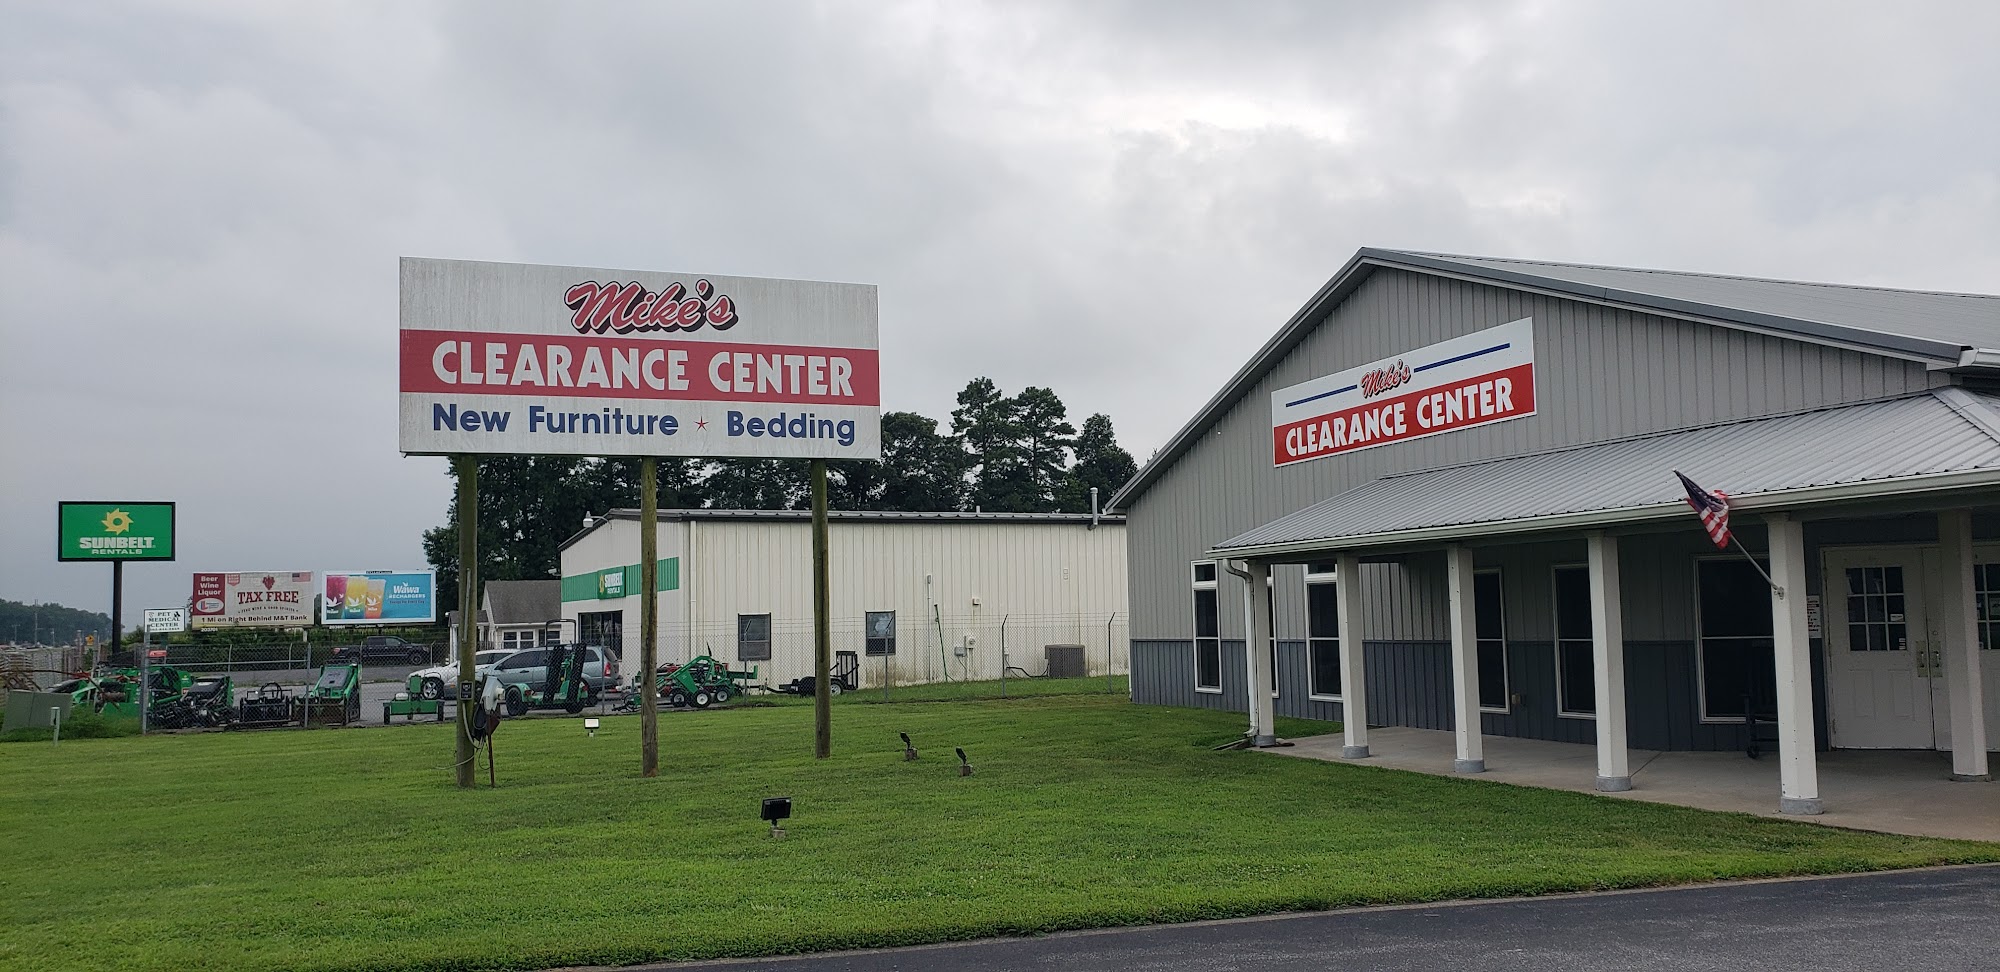 Mike's
CLEARANCE CENTER
New Furniture ★ Bedding
Mike's
CLEARANCE CENTER
SUNBELT
RENTALS
Beer
Wine
Liquor
TAX FREE
1 Mi on Right Behind M&T Bank
Wawa
RECHARGERS
PET
MEDICAL
CENTER
SUNBELT
RENTALS